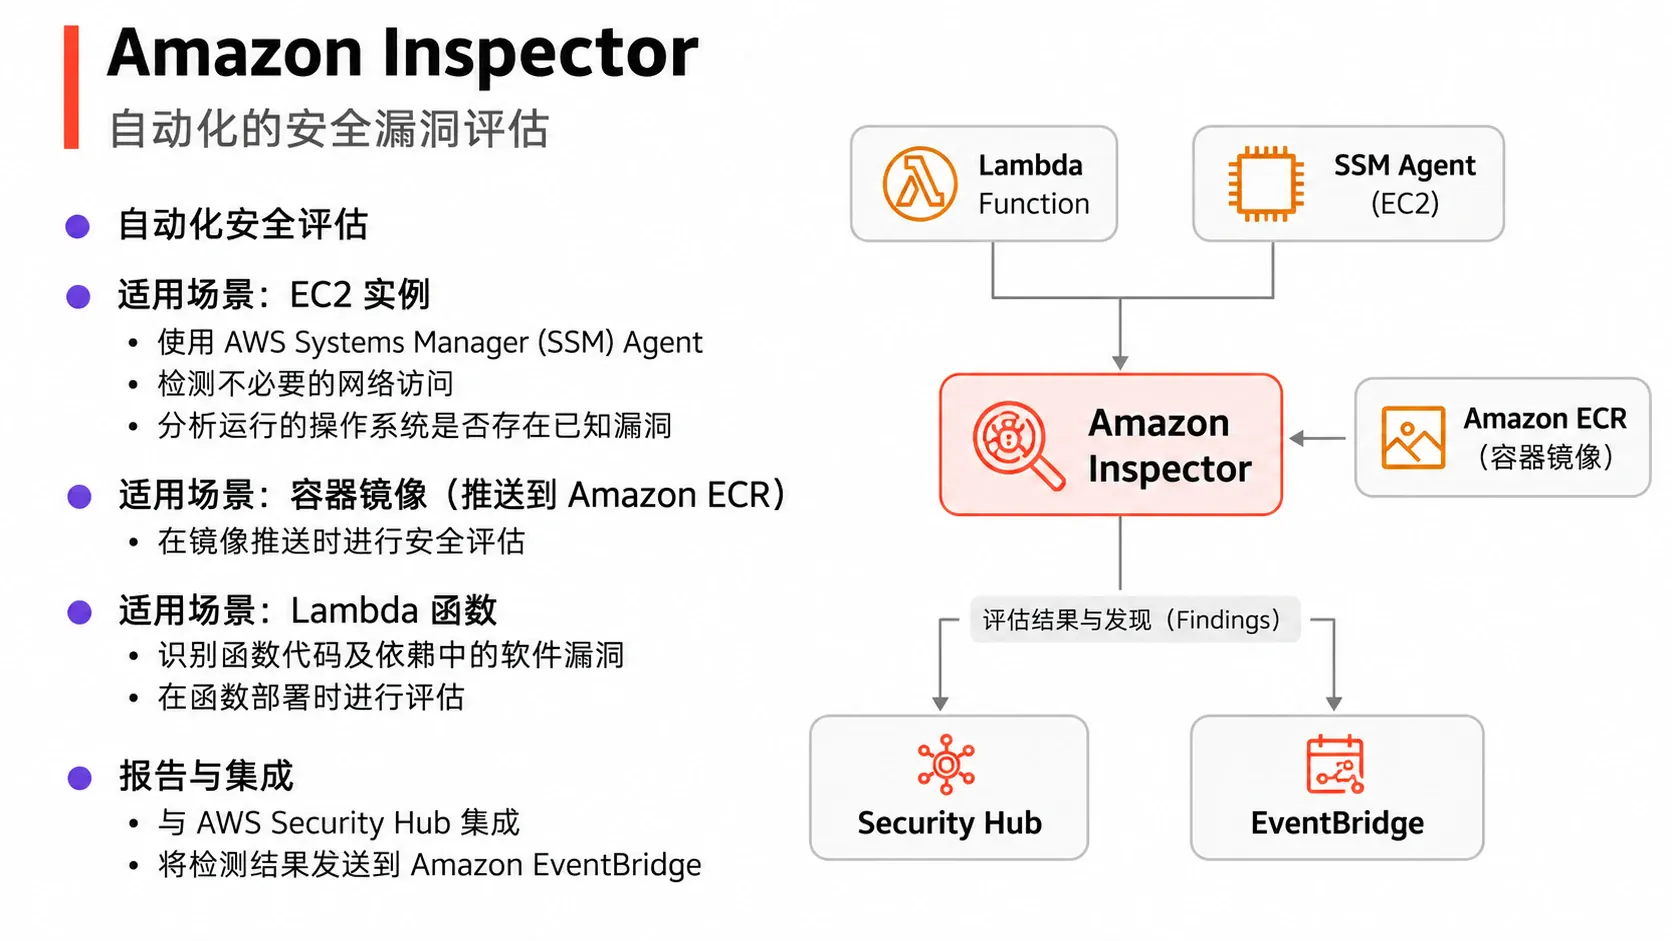 Amazon Inspector
自动化的安全漏洞评估
自动化安全评估
适用场景：EC2 实例
使用 AWS Systems Manager (SSM) Agent
检测不必要的网络访问
分析运行的操作系统是否存在已知漏洞
适用场景：容器镜像（推送到 Amazon ECR）
在镜像推送时进行安全评估
适用场景：Lambda 函数
识别函数代码及依赖中的软件漏洞
在函数部署时进行评估
报告与集成
与 AWS Security Hub 集成
将检测结果发送到 Amazon EventBridge
Lambda
Function
SSM Agent
(EC2)
Amazon
Inspector
Amazon ECR
（容器镜像）
评估结果与发现（Findings）
Security Hub
EventBridge